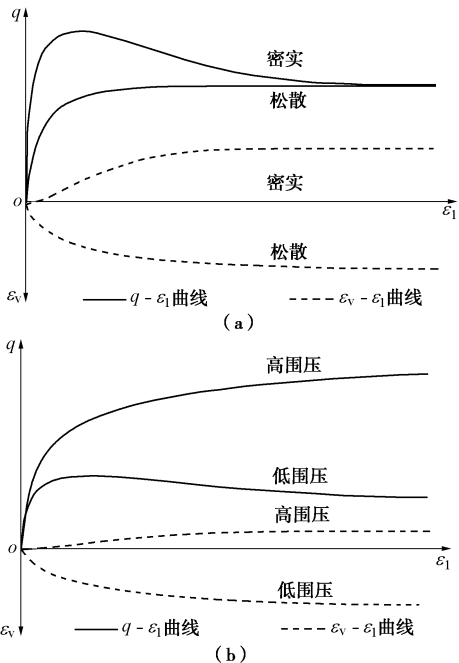 q
密实
松散
密实
o
ε1
松散
εv
q - ε1曲线 εv - ε1曲线
(a)
q
高围压
低围压
高围压
o
ε1
低围压
εv
q - ε1曲线 εv - ε1曲线
(b)